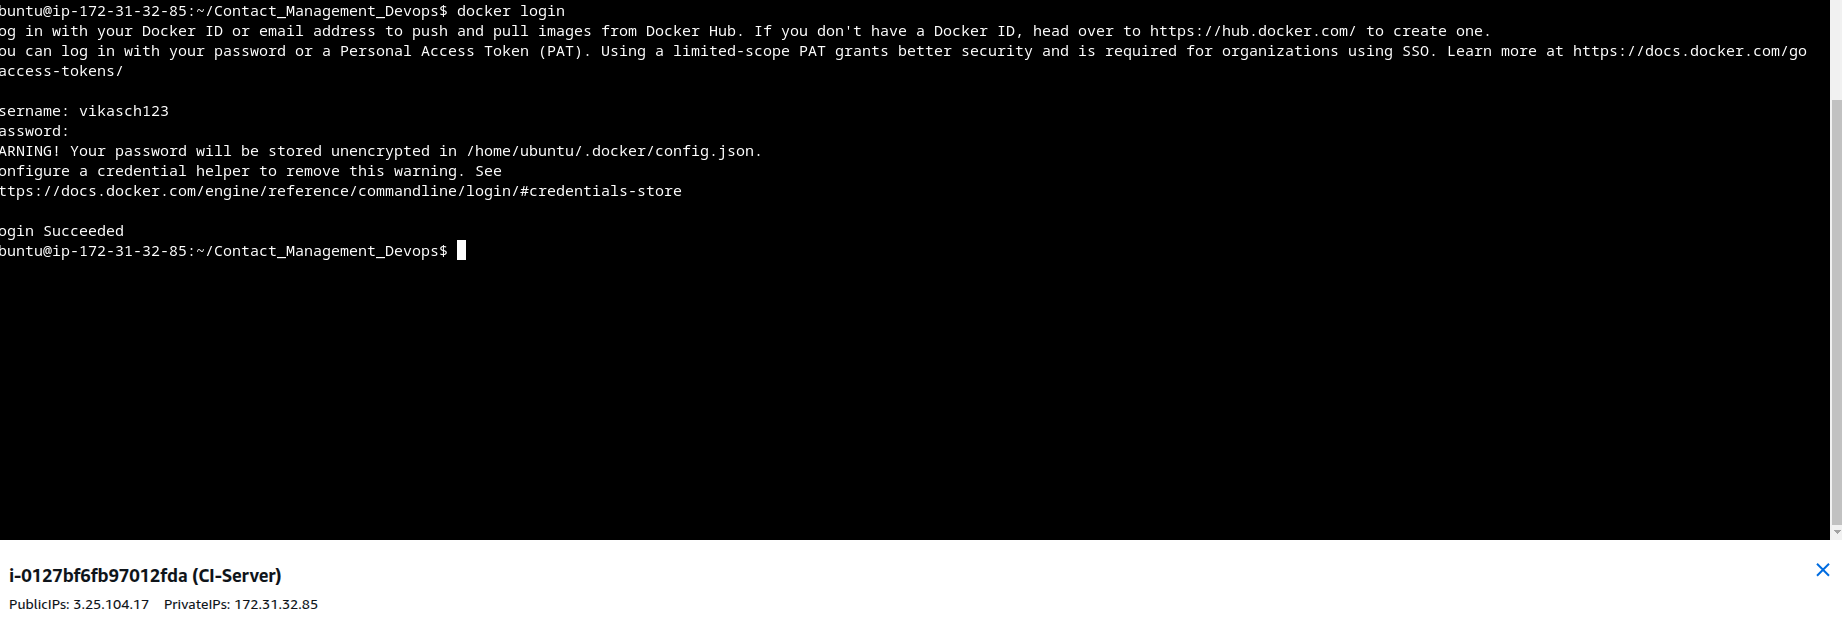 buntu@ip-172-31-32-85:~/Contact_Management_Devops$ docker login
og in with your Docker ID or email address to push and pull images from Docker Hub. If you don't have a Docker ID, head over to https://hub.docker.com/ to create one.
ou can log in with your password or a Personal Access Token (PAT). Using a limited-scope PAT grants better security and is required for organizations using SSO. Learn more at https://docs.docker.com/go
access-tokens/
sername: vikasch123
assword:
ARNING! Your password will be stored unencrypted in /home/ubuntu/.docker/config.json.
onfigure a credential helper to remove this warning. See
ttps://docs.docker.com/engine/reference/commandline/login/#credentials-store
ogin Succeeded
buntu@ip-172-31-32-85:~/Contact_Management_Devops$
i-0127bf6fb97012fda (CI-Server)
PublicIPs: 3.25.104.17 PrivateIPs: 172.31.32.85